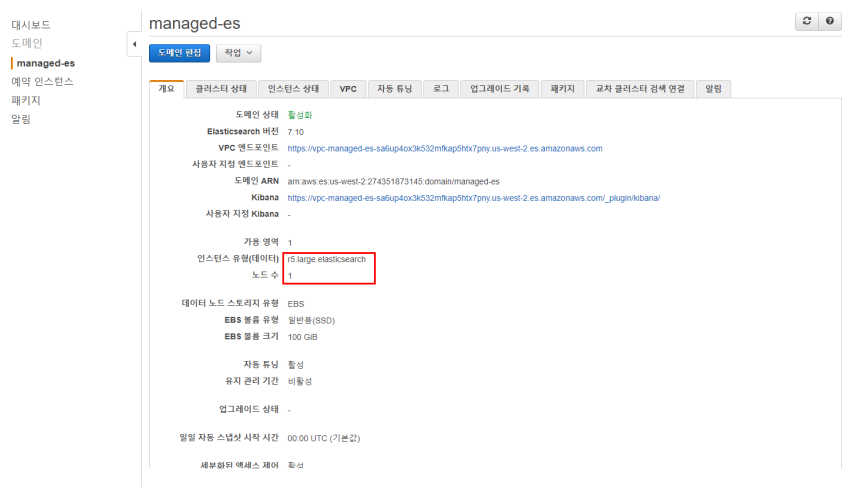 대시보드
도메인
managed-es
예약 인스턴스
패키지
알림
managed-es
도메인 편집 작업
개요 클러스터 상태 인스턴스 상태 VPC 자동 튜닝 로그 업그레이드 기록 패키지 교차 클러스터 검색 연결 알림
도메인 상태 활성화
Elasticsearch 버전 7.10
VPC 엔드포인트 https://vpc-managed-es-sa6up4ox3k532mfkap5htx7pny.us-west-2.es.amazonaws.com
사용자 지정 엔드포인트 -
도메인 ARN arn:aws:es:us-west-2:274351873145:domain/managed-es
Kibana https://vpc-managed-es-sa6up4ox3k532mfkap5htx7pny.us-west-2.es.amazonaws.com/_plugin/kibana/
사용자 지정 Kibana -
가용 영역 1
인스턴스 유형(데이터) r5.large.elasticsearch
노드 수 1
데이터 노드 스토리지 유형 EBS
EBS 볼륨 유형 일반용(SSD)
EBS 볼륨 크기 100 GiB
자동 튜닝 활성
유지 관리 기간 비활성
업그레이드 상태 -
일일 자동 스냅샷 시작 시간 00:00 UTC (기본값)
세분화된 액세스 제어 활성